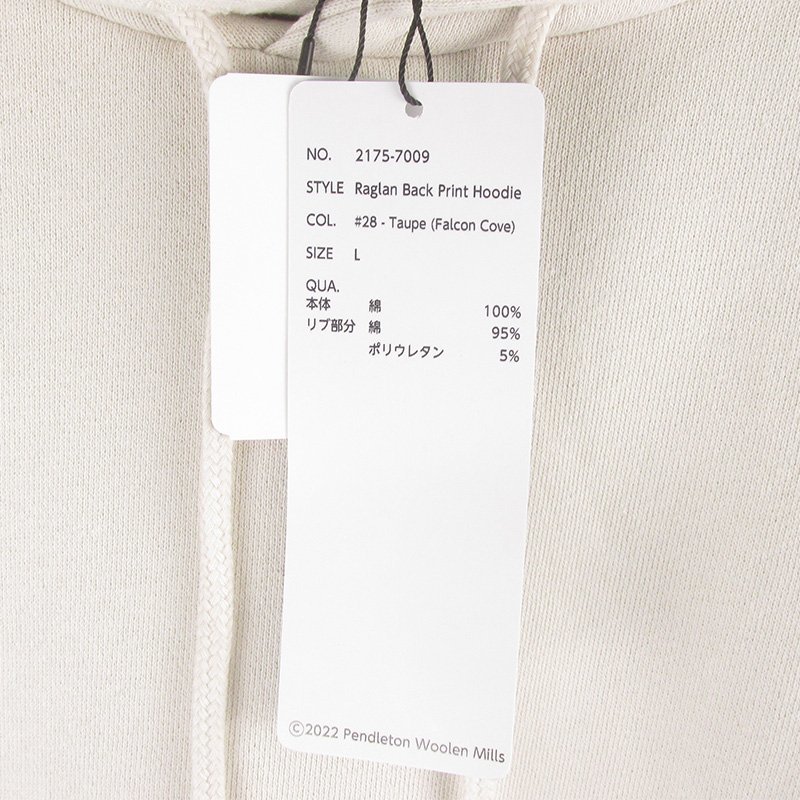 NO. 2175-7009
STYLE Raglan Back Print Hoodie
COL. #28 - Taupe (Falcon Cove)
SIZE L
QUA.
本体 綿 100%
リブ部分 綿 95%
ポリウレタン 5%
©2022 Pendleton Woolen Mills